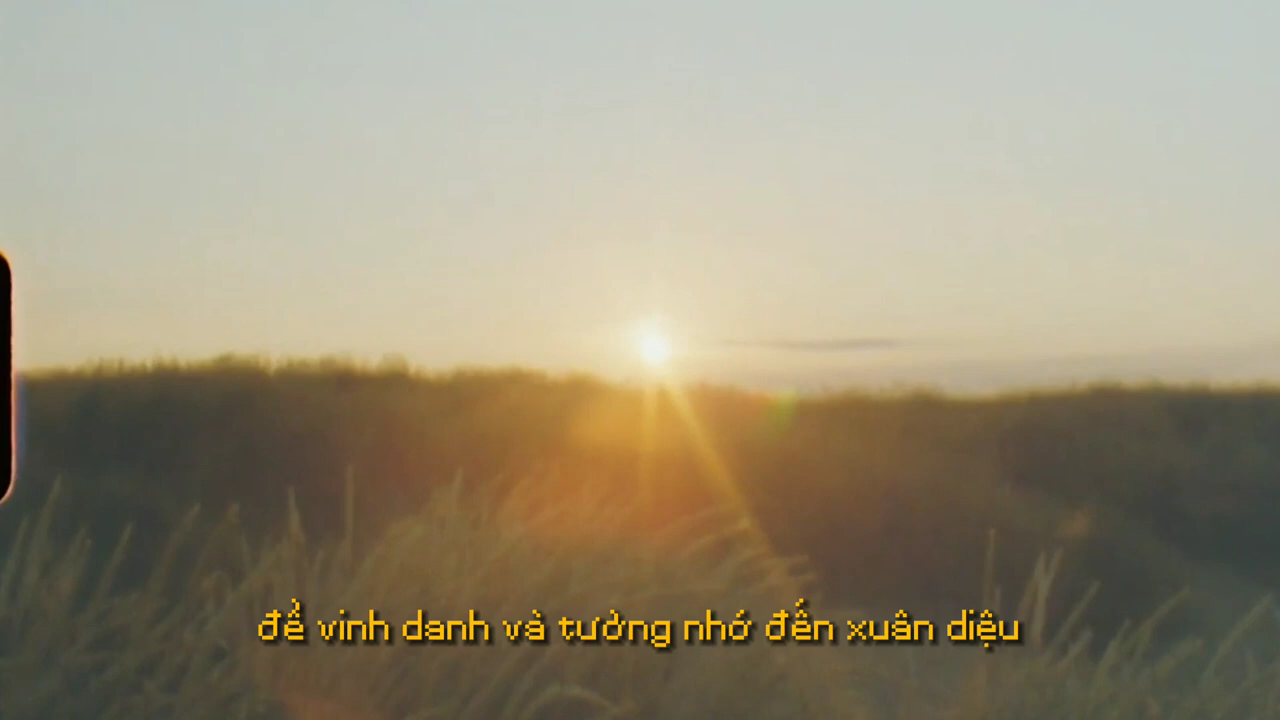 để vinh danh và tưởng nhớ đến xuân diệu